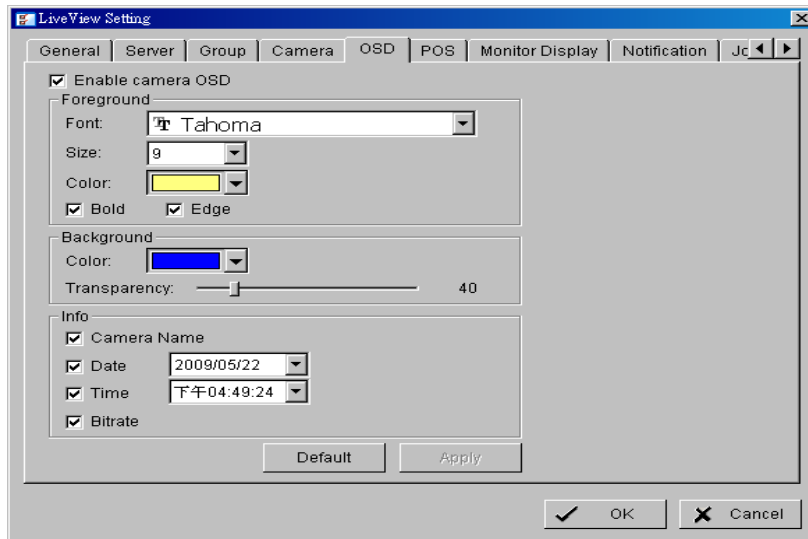 LiveView Setting
General Server Group Camera OSD POS Monitor Display Notification
Enable camera OSD
Foreground
Font: Tahoma
Size: 9
Color:
Bold Edge
Background
Color:
Transparency: 40
Info
Camera Name
Date 2009/05/22
Time 下午04:49:24
Bitrate
Default Apply
OK Cancel